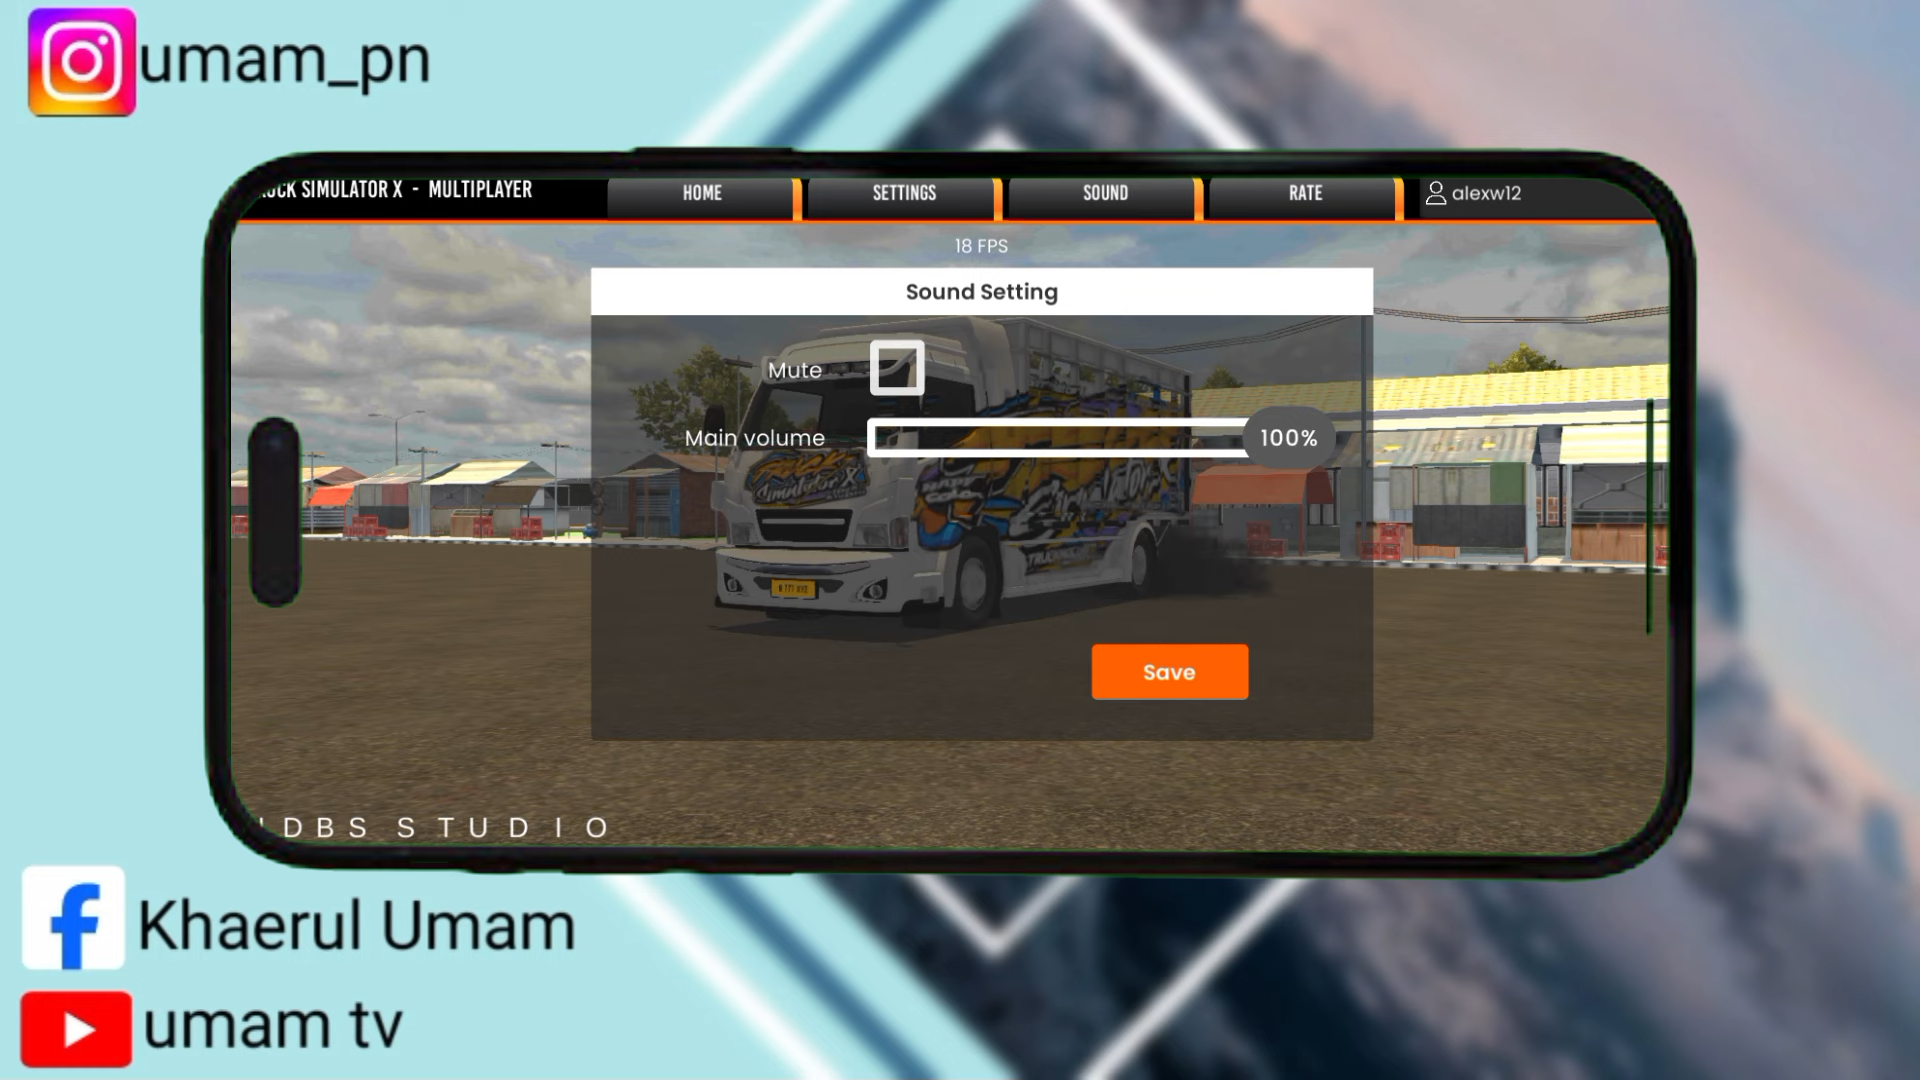 umam_pn
UCK SIMULATOR X - MULTIPLAYER
HOME
SETTINGS
SOUND
RATE
alexw12
18 FPS
Sound Setting
Mute
Main volume
100%
Save
DBS STUDIO
Khaerul Umam
umam tv